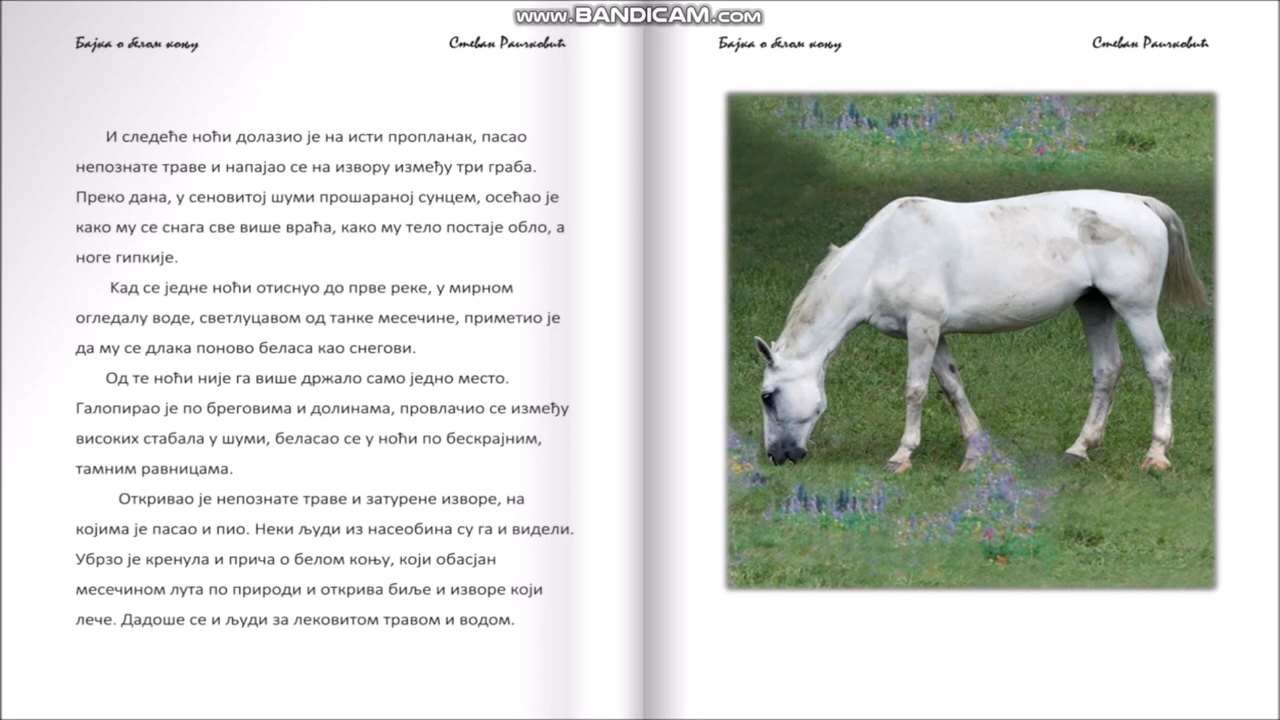 www.BANDICAM.com
Бајка о белом коњу
Стеван Раичковић
И следеће ноћи долазио је на исти пропланак, пасао
непознате траве и напајао се на извору између три граба.
Преко дана, у сеновитој шуми прошараној сунцем, осећао је
како му се снага све више враћа, како му тело постаје обло, а
ноге гипкије.
Кад се једне ноћи отиснуо до прве реке, у мирном
огледалу воде, светлуцавом од танке месечине, приметио је
да му се длака поново беласа као снегови.
Од те ноћи није га више држало само једно место.
Галопирао је по бреговима и долинама, провлачио се између
високих стабала у шуми, беласао се у ноћи по бескрајним,
тамним равницама.
Откривао је непознате траве и затурене изворе, на
којима је пасао и пио. Неки људи из насеобина су га и видели.
Убрзо је кренула и прича о белом коњу, који обасјан
месечином лута по природи и открива биље и изворе који
лече. Дадоше се и људи за лековитом травом и водом.
Бајка о белом коњу
Стеван Раичковић